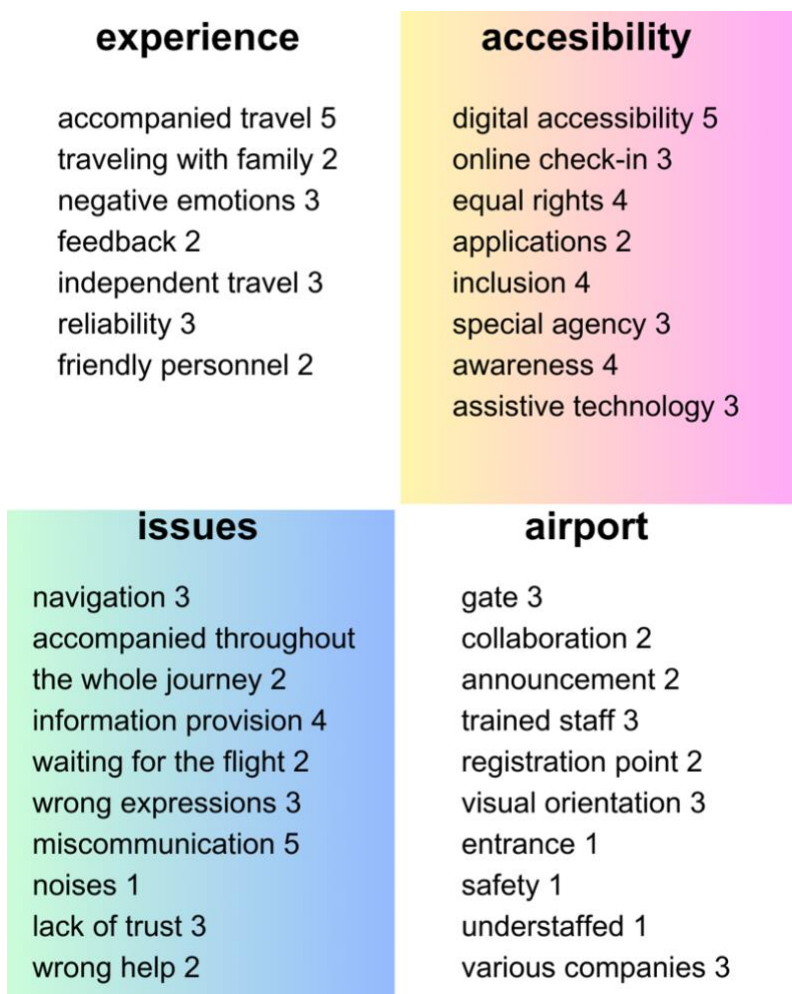 experience
accompanied travel 5
traveling with family 2
negative emotions 3
feedback 2
independent travel 3
reliability 3
friendly personnel 2
accesibility
digital accessibility 5
online check-in 3
equal rights 4
applications 2
inclusion 4
special agency 3
awareness 4
assistive technology 3
issues
navigation 3
accompanied throughout
the whole journey 2
information provision 4
waiting for the flight 2
wrong expressions 3
miscommunication 5
noises 1
lack of trust 3
wrong help 2
airport
gate 3
collaboration 2
announcement 2
trained staff 3
registration point 2
visual orientation 3
entrance 1
safety 1
understaffed 1
various companies 3